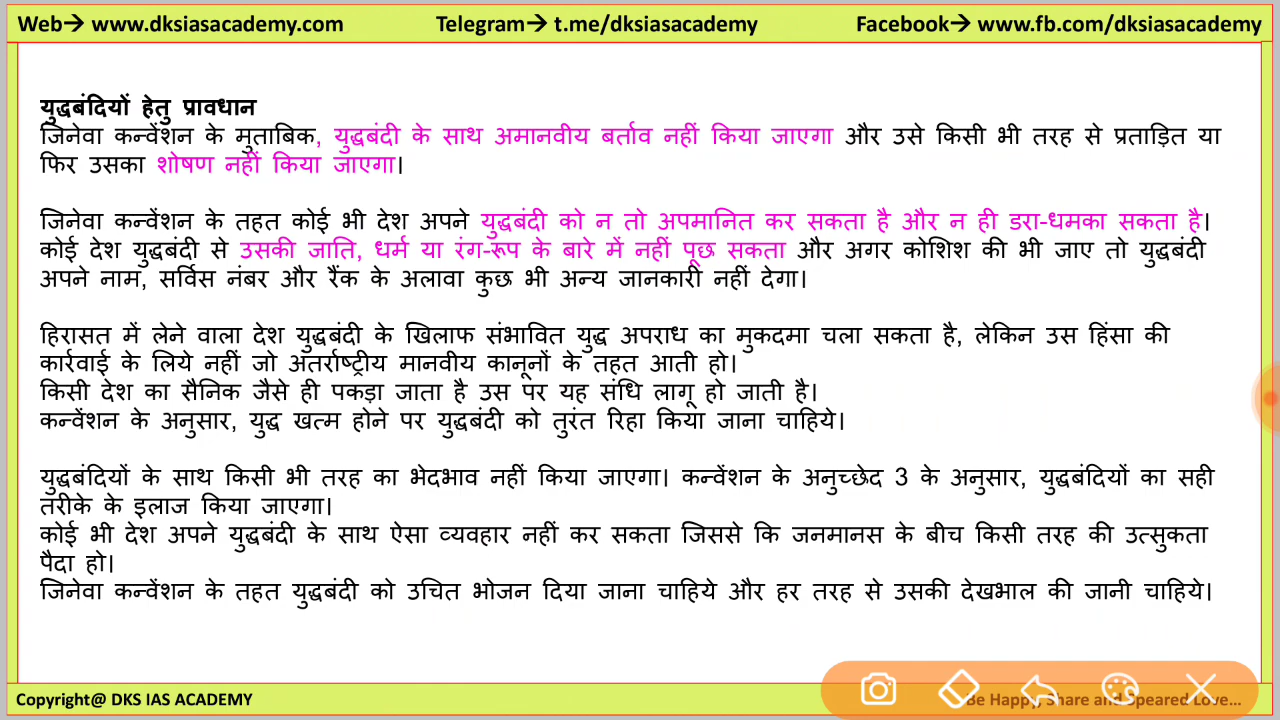 Web→ www.dksiasacademy.com Telegram→ t.me/dksiasacademy Facebook→ www.fb.com/dksiasacademy
युद्धबंदियों हेतु प्रावधान
जिनेवा कन्वेंशन के मुताबिक, युद्धबंदी के साथ अमानवीय बर्ताव नहीं किया जाएगा और उसे किसी भी तरह से प्रताड़ित या
फिर उसका शोषण नहीं किया जाएगा।
जिनेवा कन्वेंशन के तहत कोई भी देश अपने युद्धबंदी को न तो अपमानित कर सकता है और न ही डरा-धमका सकता है।
कोई देश युद्धबंदी से उसकी जाति, धर्म या रंग-रूप के बारे में नहीं पूछ सकता और अगर कोशिश की भी जाए तो युद्धबंदी
अपने नाम, सर्विस नंबर और रैंक के अलावा कुछ भी अन्य जानकारी नहीं देगा।
हिरासत में लेने वाला देश युद्धबंदी के खिलाफ संभावित युद्ध अपराध का मुकदमा चला सकता है, लेकिन उस हिंसा की
कार्रवाई के लिये नहीं जो अंतर्राष्ट्रीय मानवीय कानूनों के तहत आती हो।
किसी देश का सैनिक जैसे ही पकड़ा जाता है उस पर यह संधि लागू हो जाती है।
कन्वेंशन के अनुसार, युद्ध खत्म होने पर युद्धबंदी को तुरंत रिहा किया जाना चाहिये।
युद्धबंदियों के साथ किसी भी तरह का भेदभाव नहीं किया जाएगा। कन्वेंशन के अनुच्छेद 3 के अनुसार, युद्धबंदियों का सही
तरीके के इलाज किया जाएगा।
कोई भी देश अपने युद्धबंदी के साथ ऐसा व्यवहार नहीं कर सकता जिससे कि जनमानस के बीच किसी तरह की उत्सुकता
पैदा हो।
जिनेवा कन्वेंशन के तहत युद्धबंदी को उचित भोजन दिया जाना चाहिये और हर तरह से उसकी देखभाल की जानी चाहिये।
Copyright@ DKS IAS ACADEMY Be Happy, Share and Speared Love...